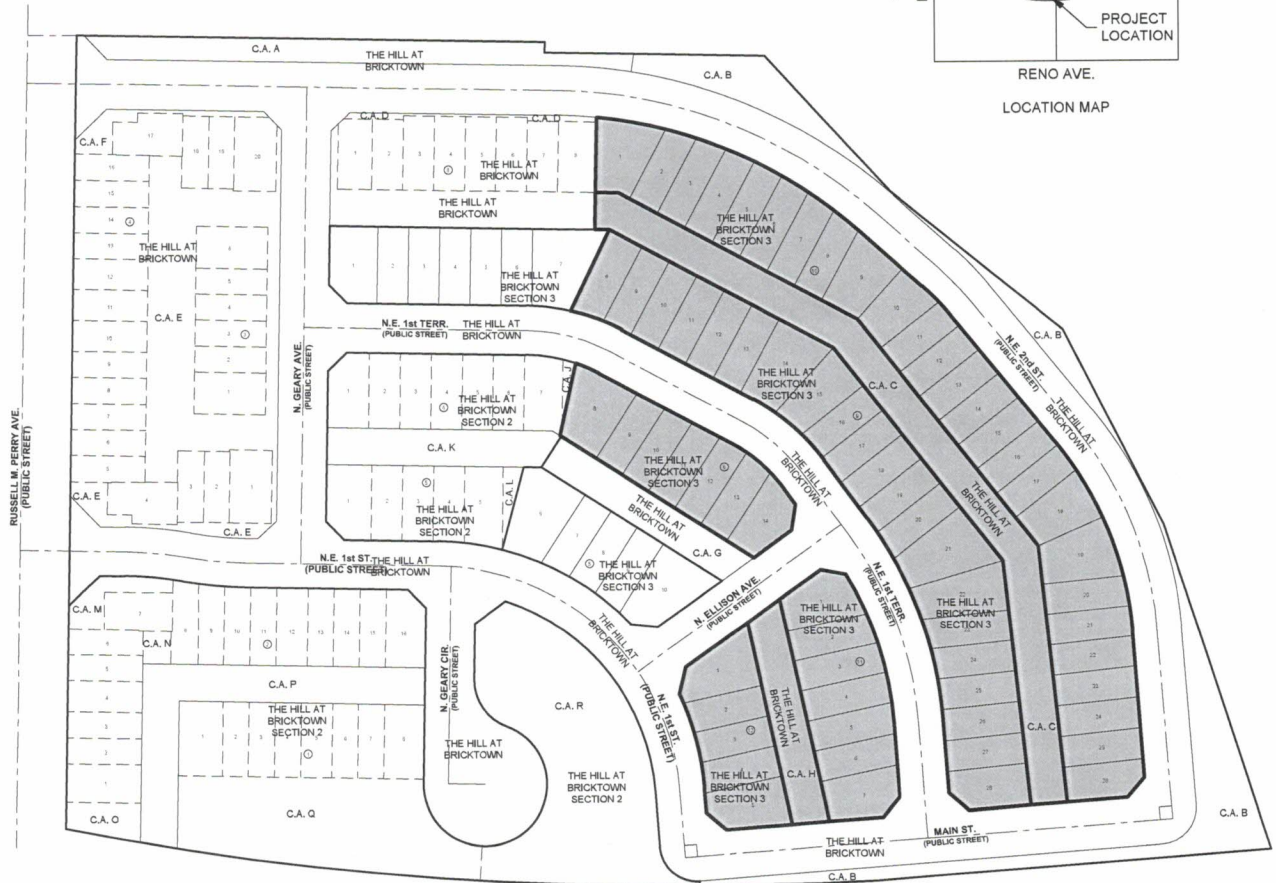 PROJECT
LOCATION
RENO AVE.
LOCATION MAP
C.A. A
THE HILL AT
BRICKTOWN
C.A. B
C.A. F
C.A. D
C.A. D
THE HILL AT
BRICKTOWN
THE HILL AT
BRICKTOWN
THE HILL AT
BRICKTOWN
SECTION 3
THE HILL AT
BRICKTOWN
THE HILL AT
BRICKTOWN
SECTION 3
C.A. E
N.E. 1st TERR.
(PUBLIC STREET)
THE HILL AT
BRICKTOWN
N. GEARY AVE.
(PUBLIC STREET)
RUSSELL M. PERRY AVE.
(PUBLIC STREET)
N.E. 2nd ST.
(PUBLIC STREET)
C.A. B
THE HILL AT
BRICKTOWN
C.A. J
THE HILL AT
BRICKTOWN
SECTION 2
THE HILL AT
BRICKTOWN
SECTION 3
C.A. C
C.A. K
THE HILL AT
BRICKTOWN
SECTION 3
THE HILL AT
BRICKTOWN
C.A. E
C.A. L
THE HILL AT
BRICKTOWN
SECTION 2
THE HILL AT
BRICKTOWN
THE HILL AT
BRICKTOWN
C.A. E
C.A. G
N.E. 1st ST.
(PUBLIC STREET)
THE HILL AT
BRICKTOWN
THE HILL AT
BRICKTOWN
SECTION 3
N. ELLISON AVE.
(PUBLIC STREET)
N.E. 1st TERR.
(PUBLIC STREET)
C.A. M
C.A. N
THE HILL AT
BRICKTOWN
THE HILL AT
BRICKTOWN
SECTION 3
THE HILL AT
BRICKTOWN
SECTION 3
N. GEARY CIR.
(PUBLIC STREET)
C.A. P
C.A. R
N.E. 1st ST.
(PUBLIC STREET)
THE HILL AT
BRICKTOWN
THE HILL AT
BRICKTOWN
SECTION 2
THE HILL AT
BRICKTOWN
C.A. C
THE HILL AT
BRICKTOWN
SECTION 2
THE HILL AT
BRICKTOWN
SECTION 3
C.A. H
C.A. O
C.A. Q
C.A. B
THE HILL AT
BRICKTOWN
MAIN ST.
(PUBLIC STREET)
C.A. B